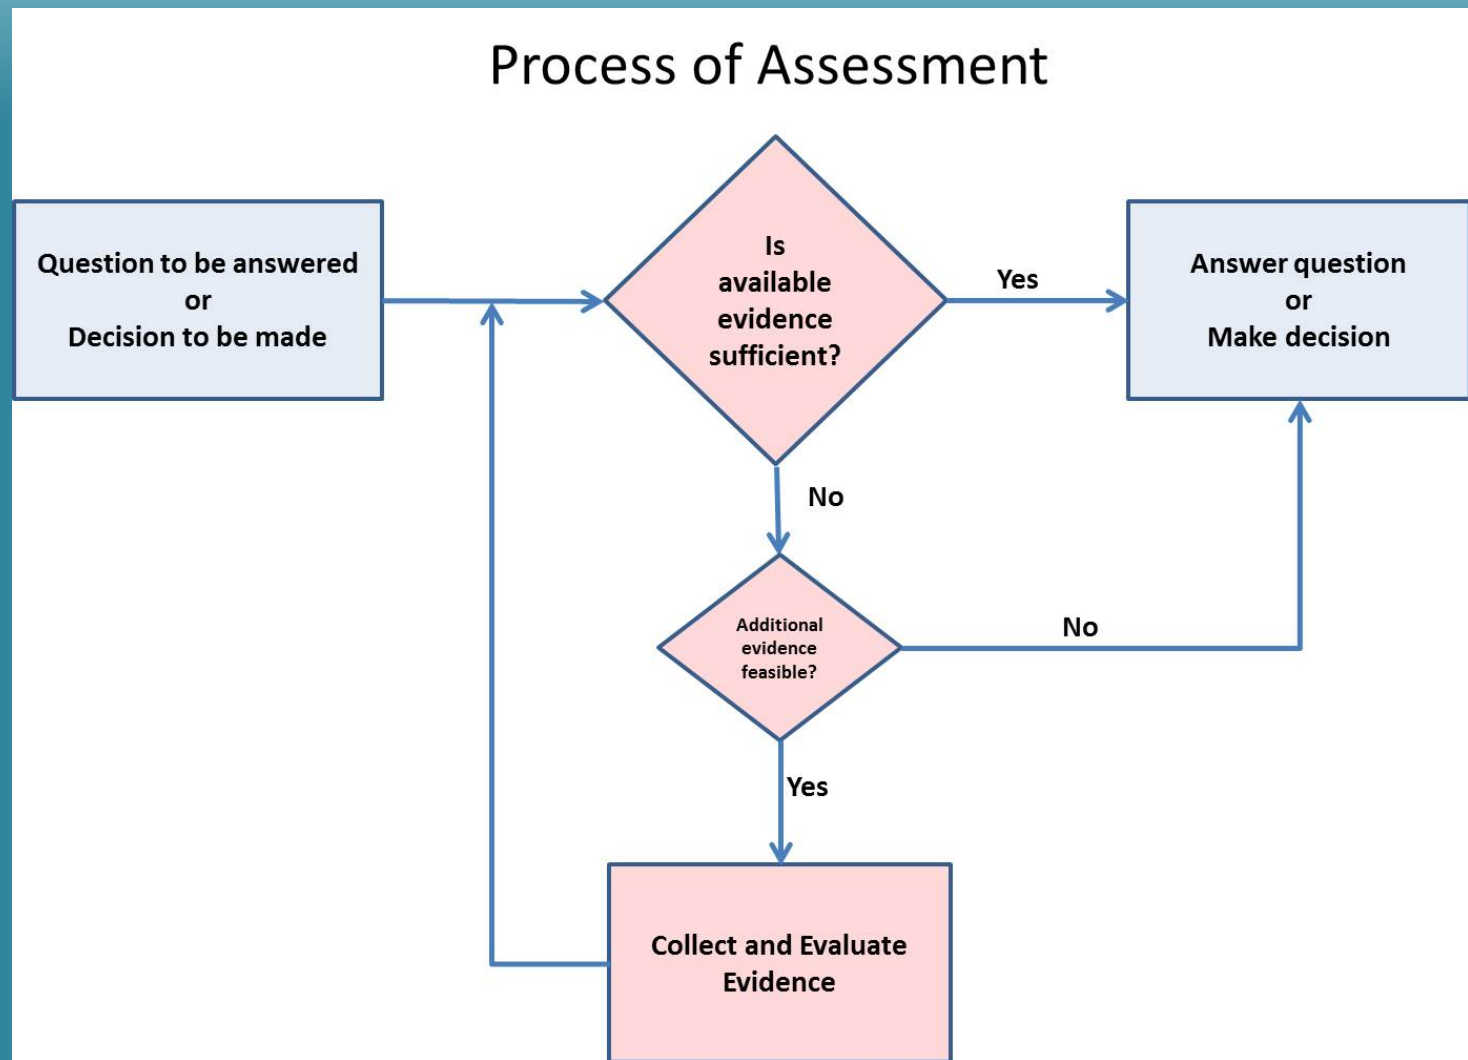 Process of Assessment
Question to be answered
or
Decision to be made
Is
available
evidence
sufficient?
Yes
Answer question
or
Make decision
No
Additional
evidence
feasible?
No
Yes
Collect and Evaluate
Evidence